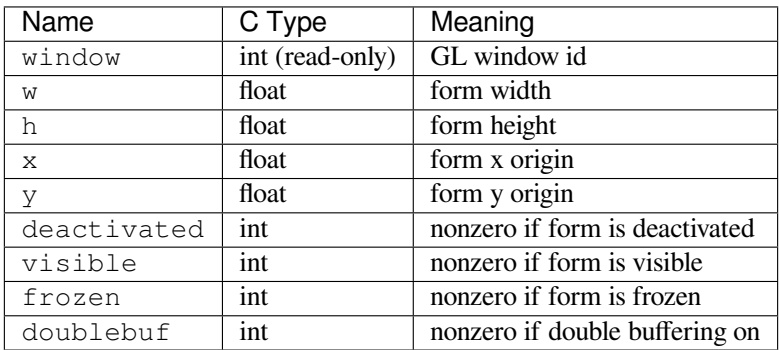 Name C Type Meaning
window int (read-only) GL window id
w float form width
h float form height
x float form x origin
y float form y origin
deactivated int nonzero if form is deactivated
visible int nonzero if form is visible
frozen int nonzero if form is frozen
doublebuf int nonzero if double buffering on